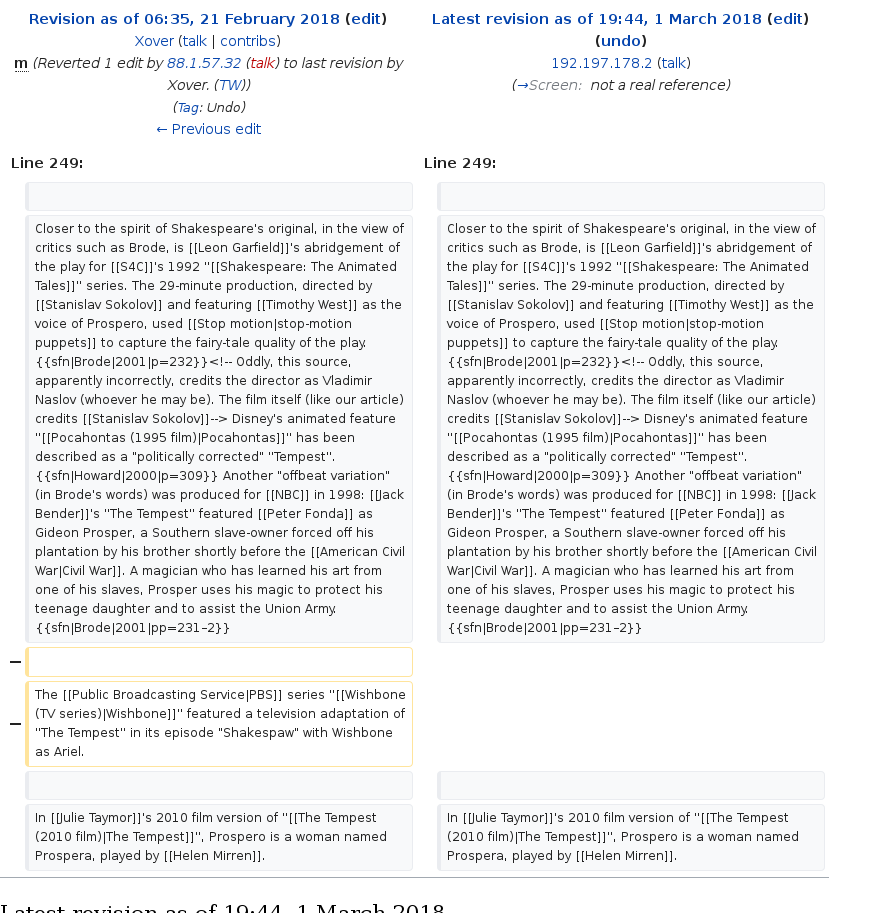 Revision as of 06:35, 21 February 2018 (edit)
Xover (talk | contribs)
m (Reverted 1 edit by 88.1.57.32 (talk) to last revision by
Xover. (TW))
(Tag: Undo)
← Previous edit
Latest revision as of 19:44, 1 March 2018 (edit)
(undo)
192.197.178.2 (talk)
(→Screen: not a real reference)
Line 249:
Line 249:
Closer to the spirit of Shakespeare's original, in the view of
critics such as Brode, is [[Leon Garfield]]'s abridgement of
the play for [[S4C]]'s 1992 ''[[Shakespeare: The Animated
Tales]]'' series. The 29-minute production, directed by
[[Stanislav Sokolov]] and featuring [[Timothy West]] as the
voice of Prospero, used [[Stop motion|stop-motion
puppets]] to capture the fairy-tale quality of the play.
{{sfn|Brode|2001|p=232}}<!-- Oddly, this source,
apparently incorrectly, credits the director as Vladimir
Naslov (whoever he may be). The film itself (like our article)
credits [[Stanislav Sokolov]]--> Disney's animated feature
''[[Pocahontas (1995 film)|Pocahontas]]'' has been
described as a "politically corrected" ''Tempest''.
{{sfn|Howard|2000|p=309}} Another "offbeat variation"
(in Brode's words) was produced for [[NBC]] in 1998: [[Jack
Bender]]'s ''The Tempest'' featured [[Peter Fonda]] as
Gideon Prosper, a Southern slave-owner forced off his
plantation by his brother shortly before the [[American Civil
War|Civil War]]. A magician who has learned his art from
one of his slaves, Prosper uses his magic to protect his
teenage daughter and to assist the Union Army.
{{sfn|Brode|2001|pp=231–2}}
Closer to the spirit of Shakespeare's original, in the view of
critics such as Brode, is [[Leon Garfield]]'s abridgement of
the play for [[S4C]]'s 1992 ''[[Shakespeare: The Animated
Tales]]'' series. The 29-minute production, directed by
[[Stanislav Sokolov]] and featuring [[Timothy West]] as the
voice of Prospero, used [[Stop motion|stop-motion
puppets]] to capture the fairy-tale quality of the play.
{{sfn|Brode|2001|p=232}}<!-- Oddly, this source,
apparently incorrectly, credits the director as Vladimir
Naslov (whoever he may be). The film itself (like our article)
credits [[Stanislav Sokolov]]--> Disney's animated feature
''[[Pocahontas (1995 film)|Pocahontas]]'' has been
described as a "politically corrected" ''Tempest''.
{{sfn|Howard|2000|p=309}} Another "offbeat variation"
(in Brode's words) was produced for [[NBC]] in 1998: [[Jack
Bender]]'s ''The Tempest'' featured [[Peter Fonda]] as
Gideon Prosper, a Southern slave-owner forced off his
plantation by his brother shortly before the [[American Civil
War|Civil War]]. A magician who has learned his art from
one of his slaves, Prosper uses his magic to protect his
teenage daughter and to assist the Union Army.
{{sfn|Brode|2001|pp=231–2}}
−
−
The [[Public Broadcasting Service|PBS]] series ''[[Wishbone
(TV series)|Wishbone]]'' featured a television adaptation of
''The Tempest'' in its episode "Shakespaw" with Wishbone
as Ariel.
In [[Julie Taymor]]'s 2010 film version of ''[[The Tempest
(2010 film)|The Tempest]]'', Prospero is a woman named
Prospera, played by [[Helen Mirren]].
In [[Julie Taymor]]'s 2010 film version of ''[[The Tempest
(2010 film)|The Tempest]]'', Prospero is a woman named
Prospera, played by [[Helen Mirren]].
Latest revision as of 19:44, 1 March 2018